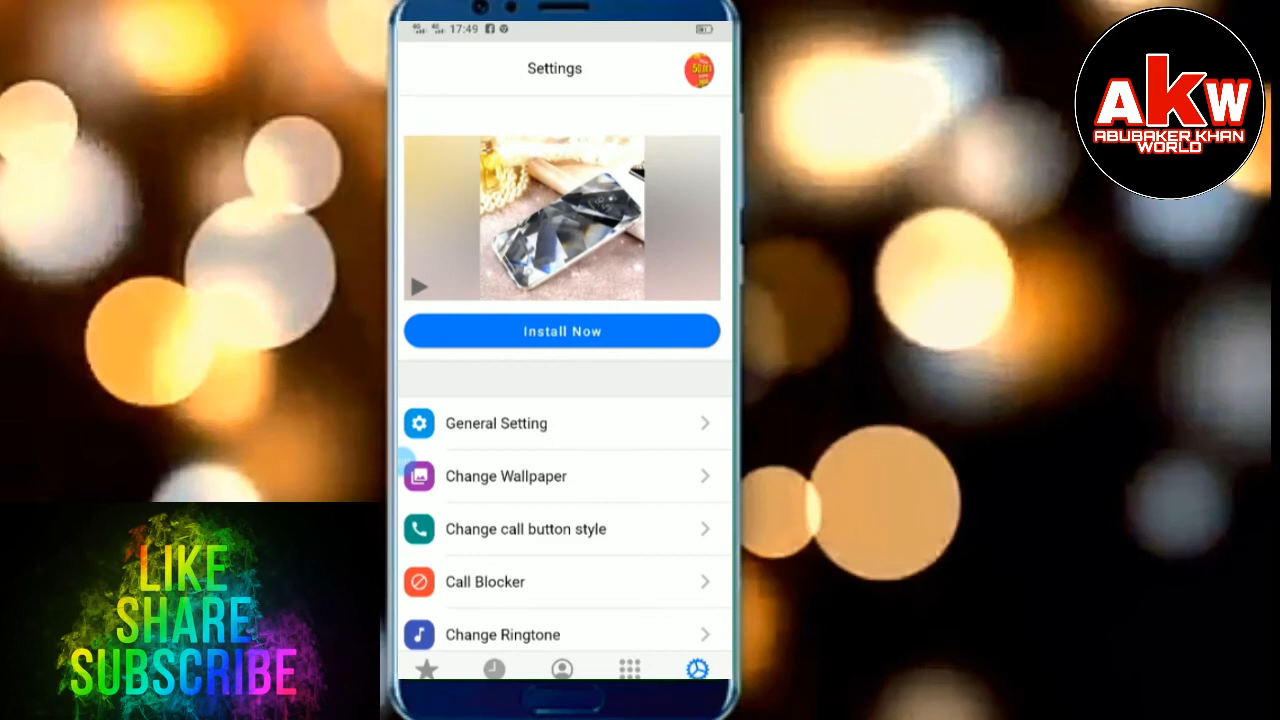 17:49
Settings
AKW
ABUBAKER KHAN
WORLD
Install Now
General Setting
Change Wallpaper
Change call button style
Call Blocker
Change Ringtone
LIKE
SHARE
SUBSCRIBE